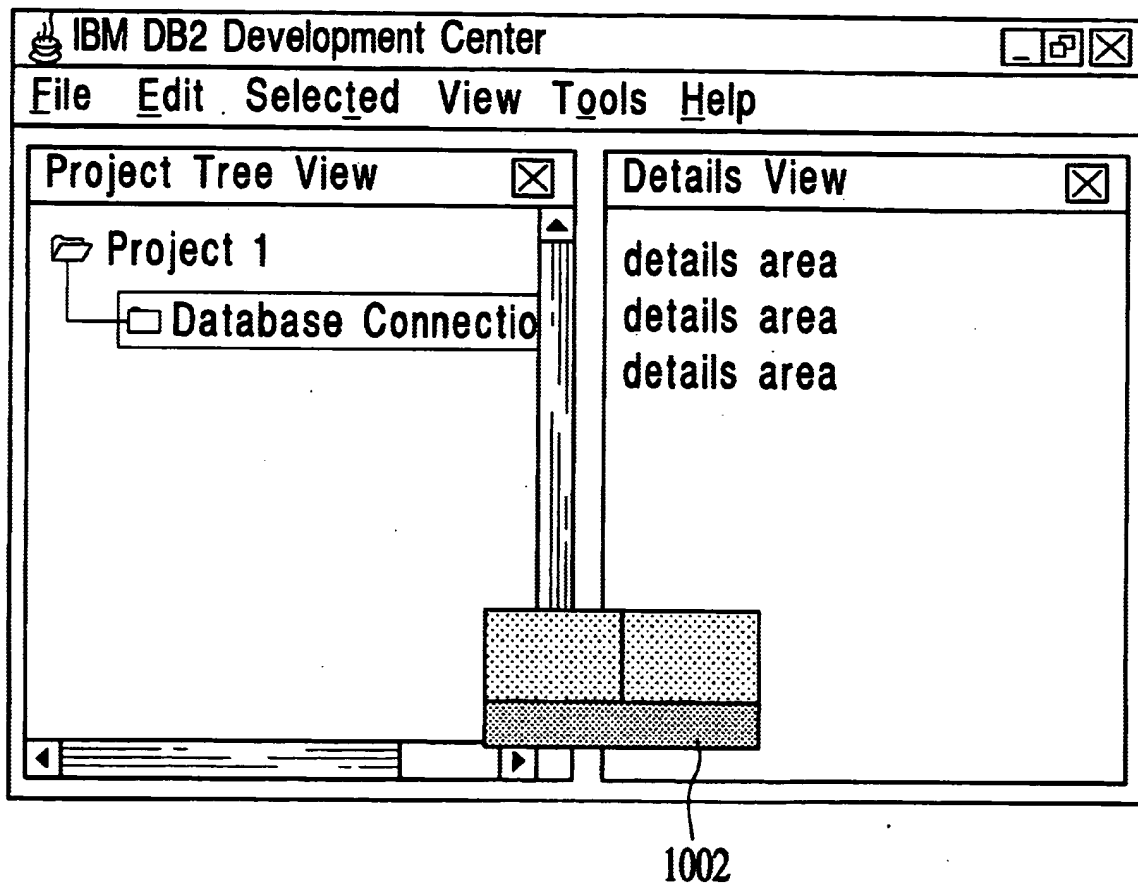 IBM DB2 Development Center
File Edit Selected View Tools Help
Project Tree View
Project 1
Database Connectio
Details View
details area
details area
details area
1002